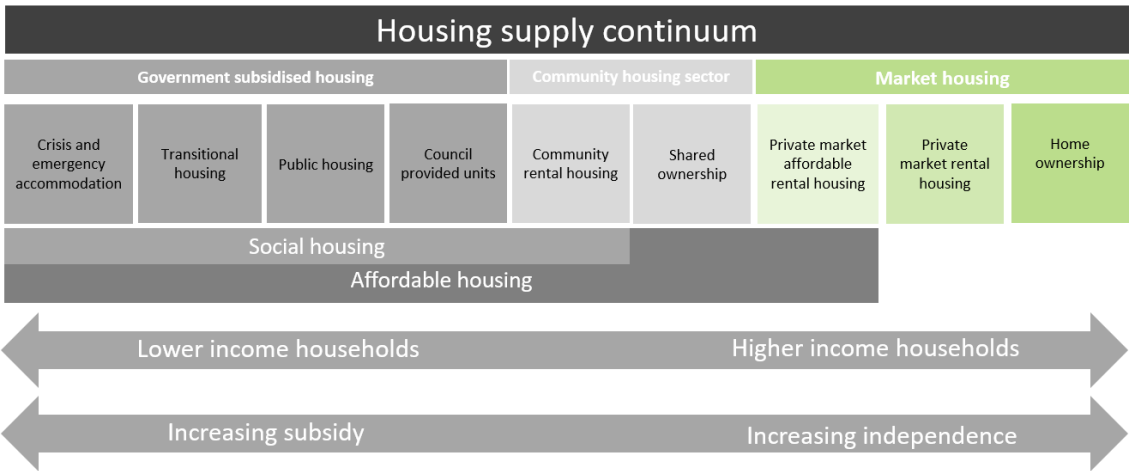 Housing supply continuum
Government subsidised housing
Community housing sector
Market housing
Crisis and
emergency
accommodation
Transitional
housing
Public housing
Council
provided units
Community
rental housing
Shared
ownership
Private market
affordable
rental housing
Private
market rental
housing
Home
ownership
Social housing
Affordable housing
Lower income households
Higher income households
Increasing subsidy
Increasing independence